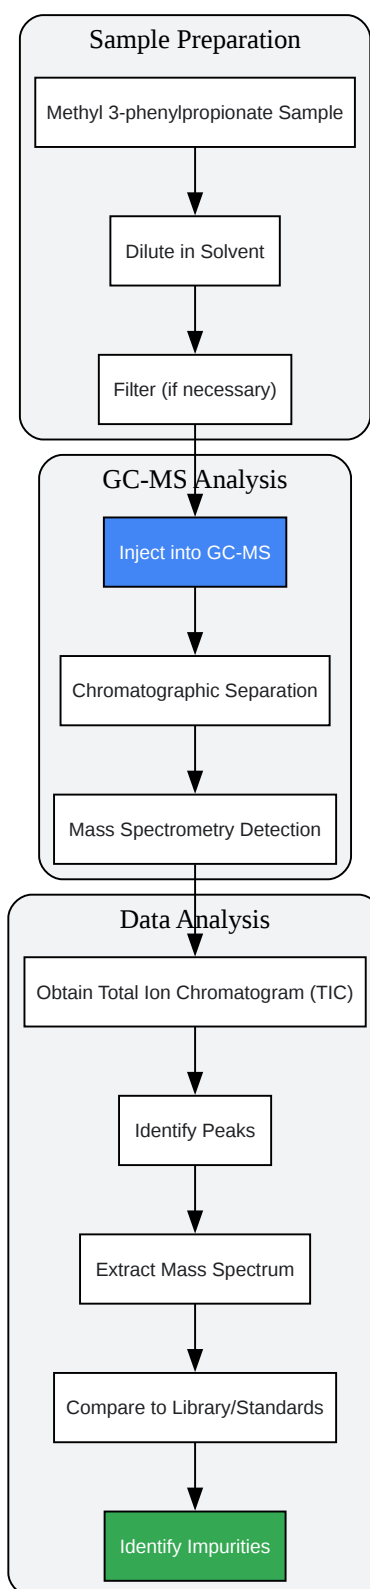 Sample Preparation
Methyl 3-phenylpropionate Sample
Dilute in Solvent
Filter (if necessary)
GC-MS Analysis
Inject into GC-MS
Chromatographic Separation
Mass Spectrometry Detection
Data Analysis
Obtain Total Ion Chromatogram (TIC)
Identify Peaks
Extract Mass Spectrum
Compare to Library/Standards
Identify Impurities